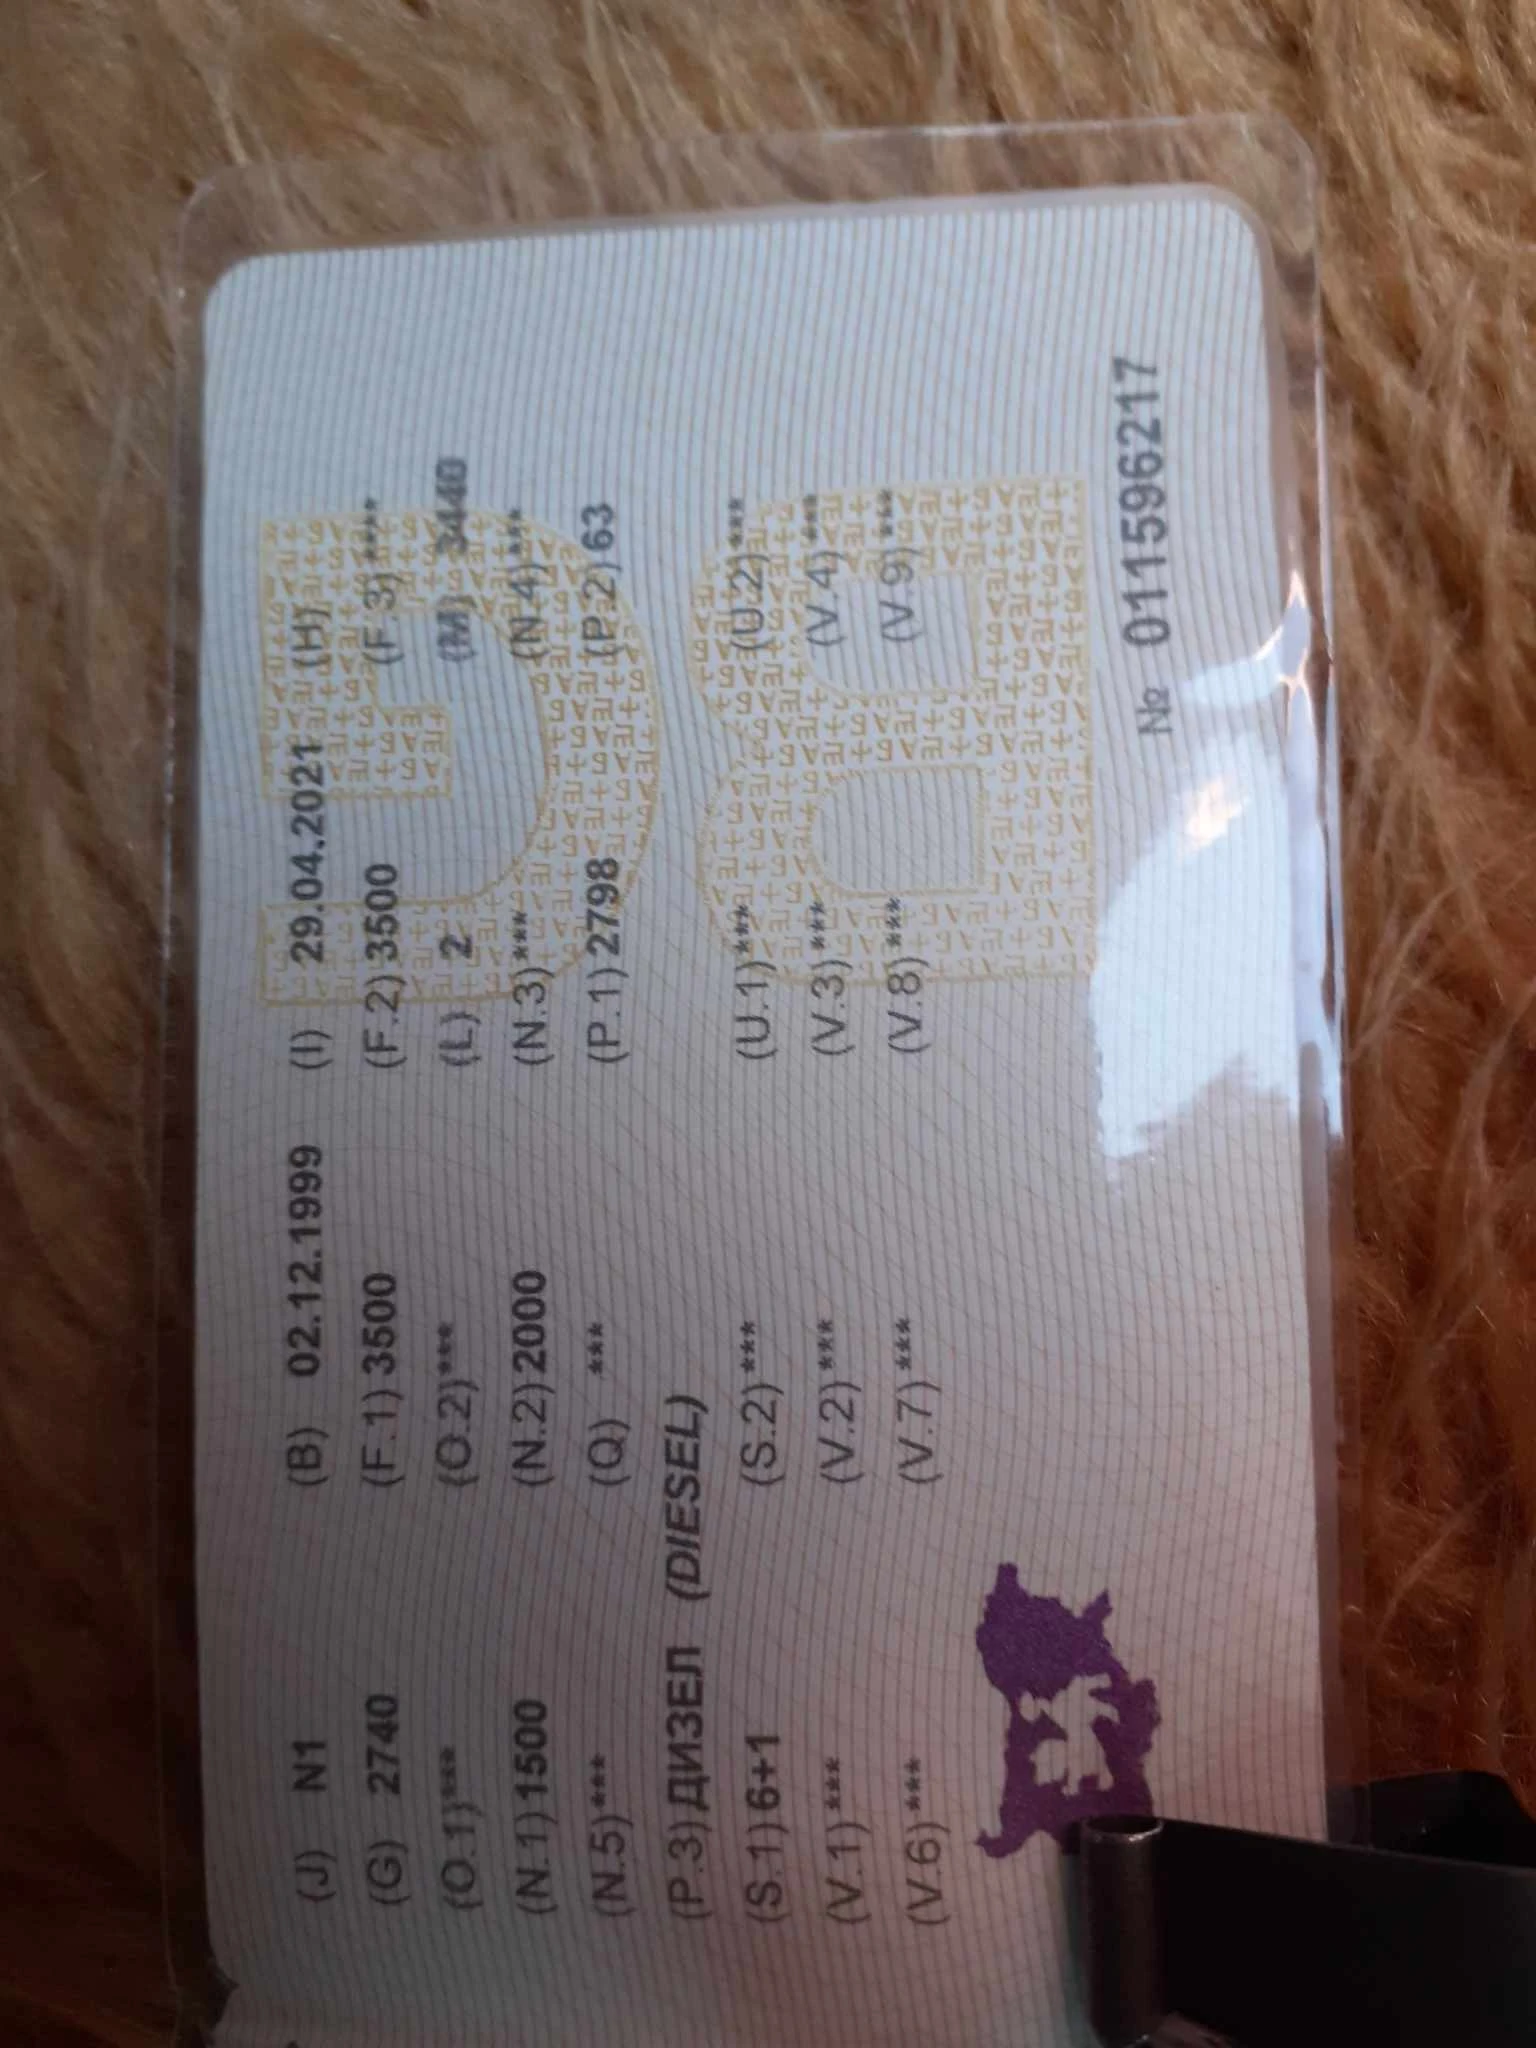 (J) N1 (B) 02.12.1999 (I) 29.04.2021 (H)
(G) 2740 (F.1) 3500 (F.2) 3500 (F.3) ***
(O.1) *** (O.2) *** (L) 2 (M) 3440
(N.1) 1500 (N.2) 2000 (N.3) *** (N.4) ***
(N.5) *** (Q) *** (P.1) 2798 (P.2) 63
(P.3) ДИЗЕЛ (DIESEL)
(S.1) 6+1 (S.2) *** (U.1) *** (U.2) ***
(V.1) *** (V.2) *** (V.3) *** (V.4) ***
(V.6) *** (V.7) *** (V.8) *** (V.9) ***
№ 011596217